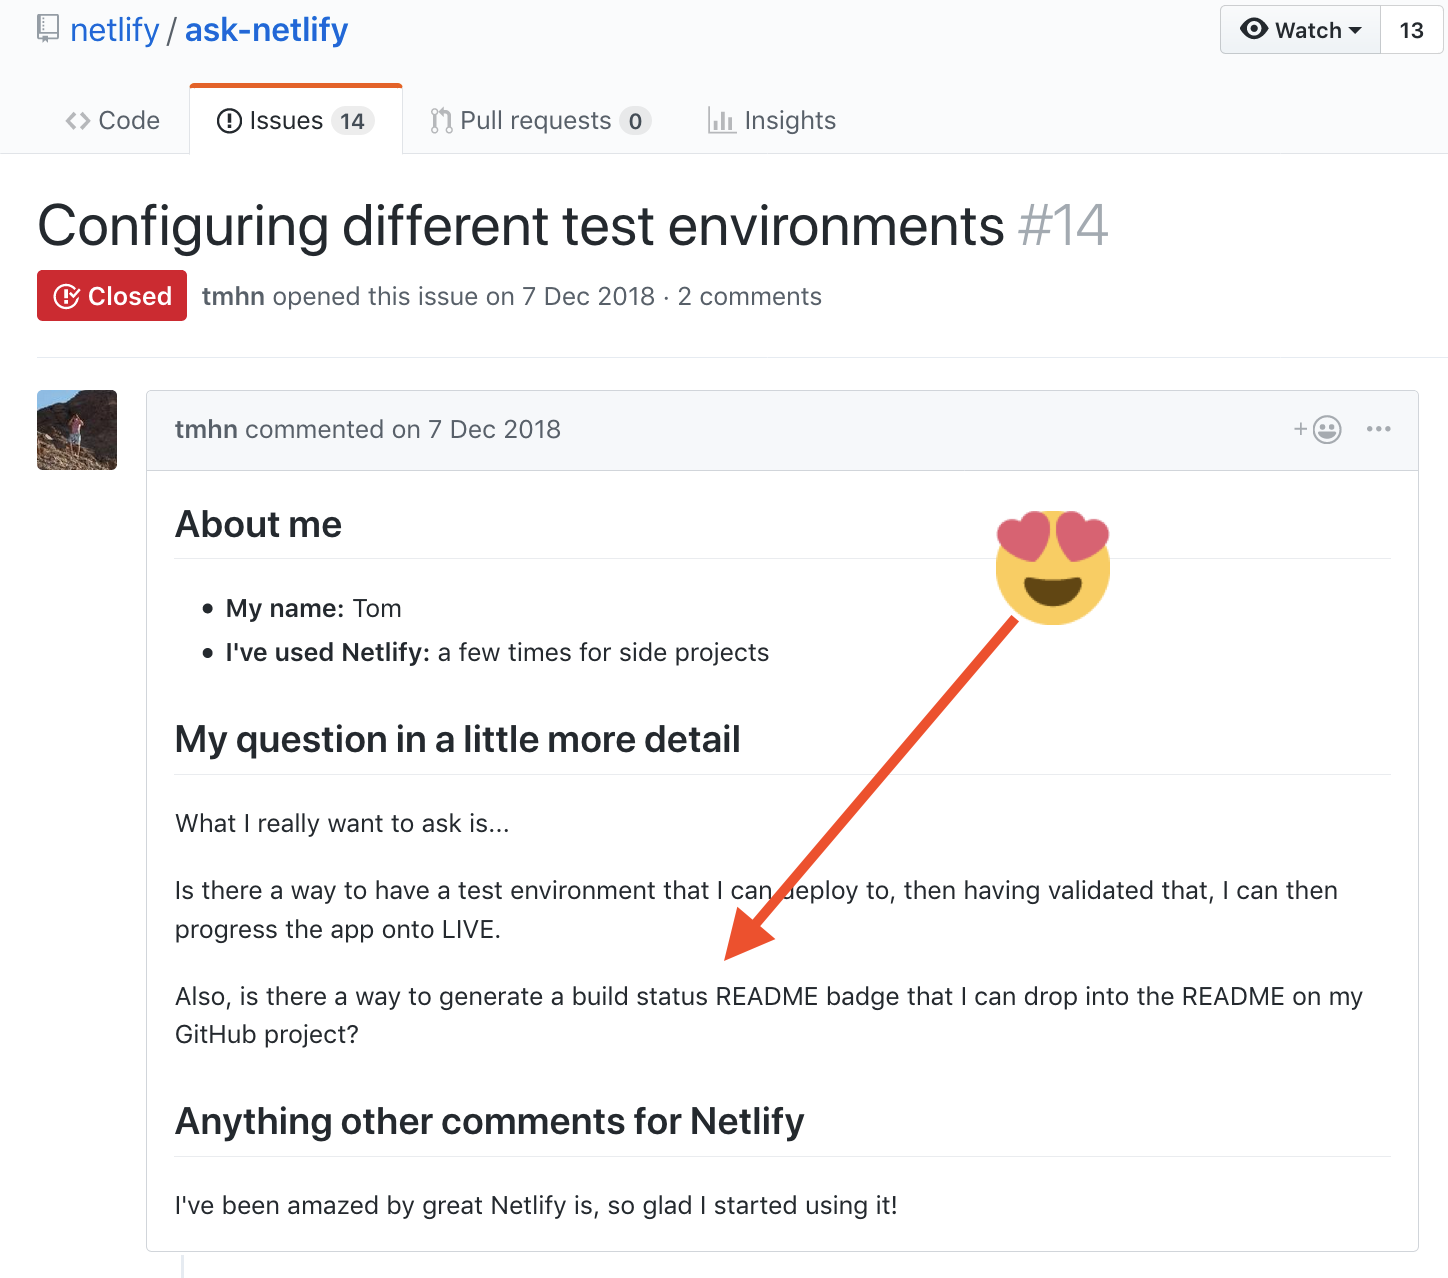 netlify / ask-netlify
Watch 13
Code Issues 14 Pull requests 0 Insights
Configuring different test environments #14
Closed tmhn opened this issue on 7 Dec 2018 · 2 comments
tmhn commented on 7 Dec 2018
About me
My name: Tom
I've used Netlify: a few times for side projects
My question in a little more detail
What I really want to ask is...
Is there a way to have a test environment that I can deploy to, then having validated that, I can then
progress the app onto LIVE.
Also, is there a way to generate a build status README badge that I can drop into the README on my
GitHub project?
Anything other comments for Netlify
I've been amazed by great Netlify is, so glad I started using it!